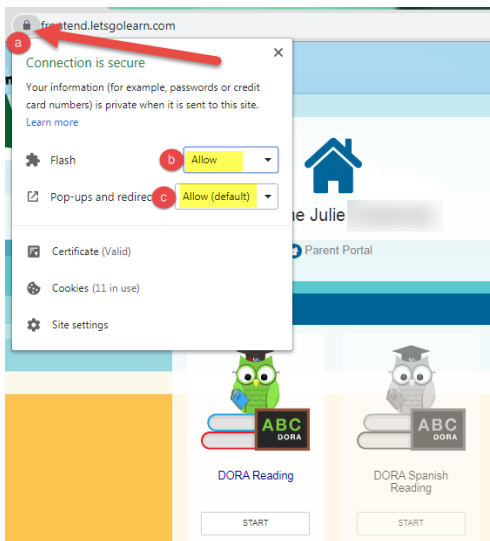 frontend.letsgolearn.com
a
Connection is secure
Your information (for example, passwords or credit
card numbers) is private when it is sent to this site.
Learn more
Flash
b
Allow
Pop-ups and redirec
c
Allow (default)
Certificate (Valid)
Cookies (11 in use)
Site settings
e Julie
Parent Portal
ABC
DORA
DORA Reading
START
ABC
DORA
DORA Spanish
Reading
START